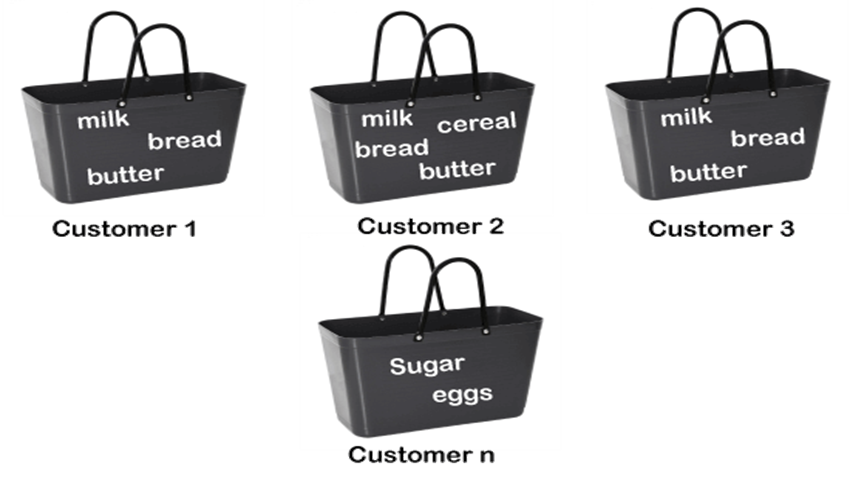 milk
bread
butter
Customer 1
milk cereal
bread
butter
Customer 2
milk
bread
butter
Customer 3
Sugar
eggs
Customer n